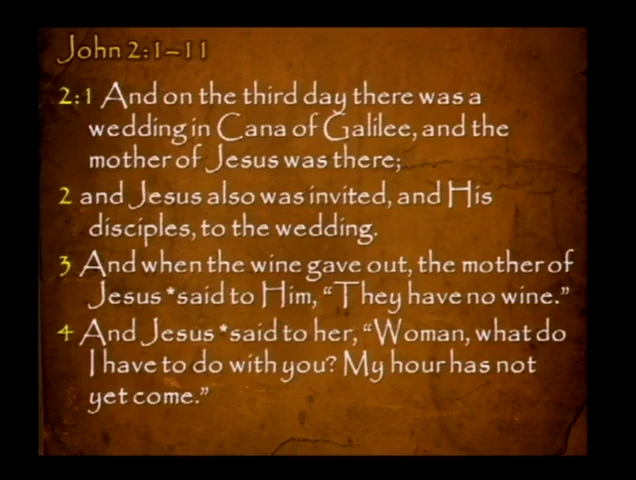 John 2:1–11
2:1 And on the third day there was a
wedding in Cana of Galilee, and the
mother of Jesus was there;
2 and Jesus also was invited, and His
disciples, to the wedding.
3 And when the wine gave out, the mother of
Jesus *said to Him, “They have no wine.”
4 And Jesus *said to her, “Woman, what do
I have to do with you? My hour has not
yet come.”